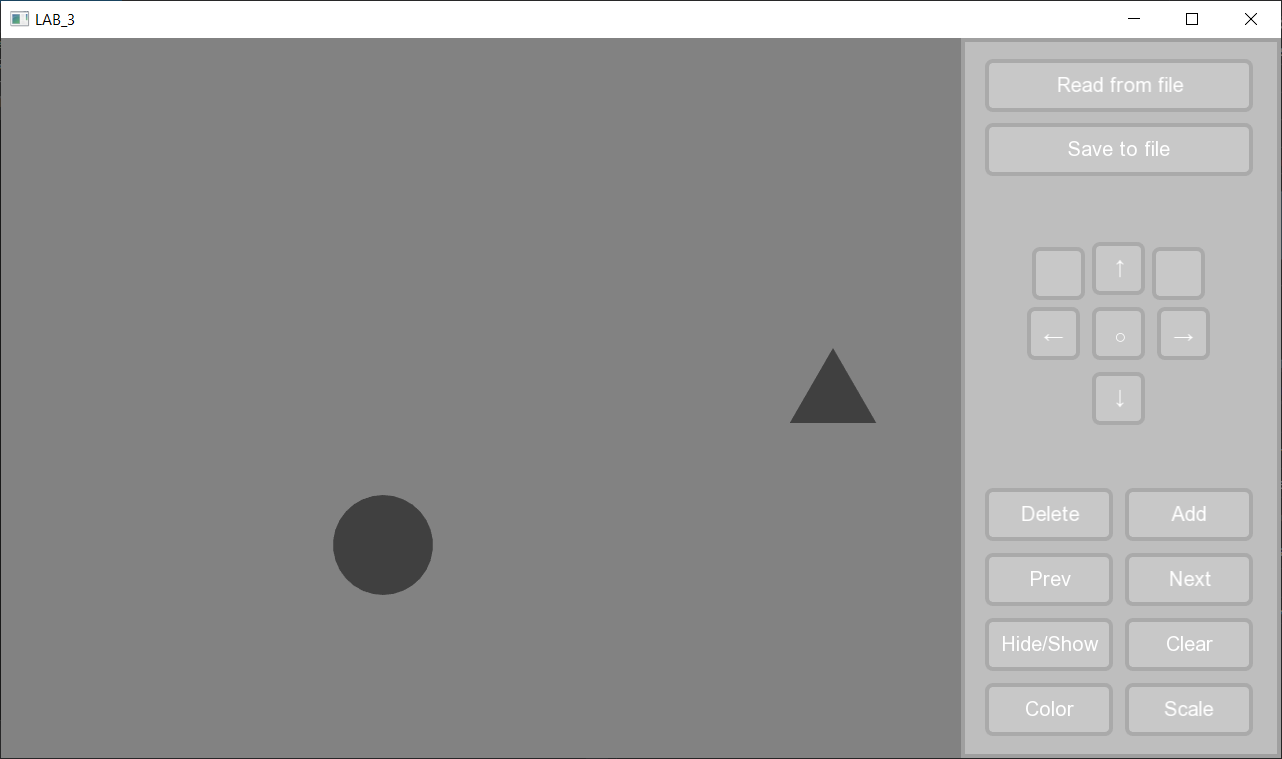 LAB_3
Read from file
Save to file
↑
← ○ →
↓
Delete Add
Prev Next
Hide/Show Clear
Color Scale